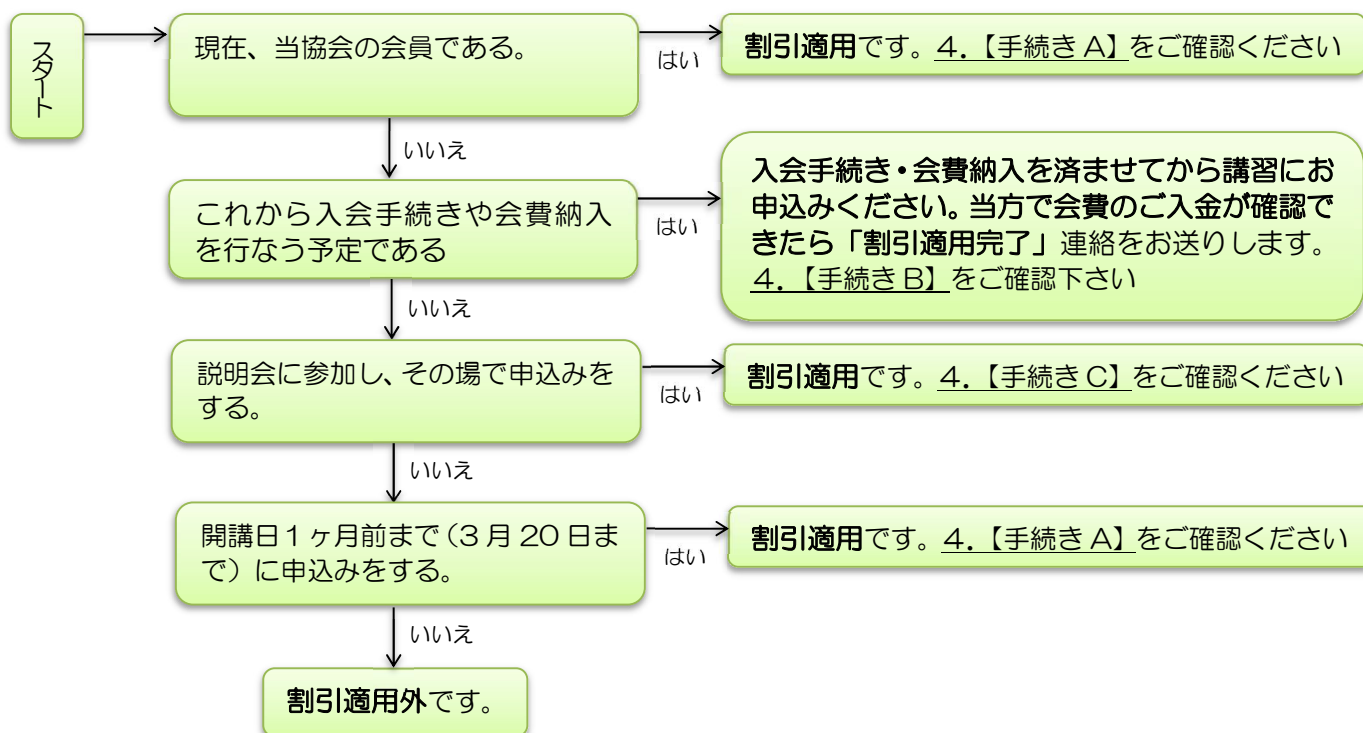 スタート
現在、当協会の会員である。
はい
割引適用です。4.【手続きA】をご確認ください
いいえ
これから入会手続きや会費納入
を行なう予定である
はい
入会手続き・会費納入を済ませてから講習にお
申込みください。当方で会費のご入金が確認で
きたら「割引適用完了」連絡をお送りします。
4.【手続きB】をご確認下さい
いいえ
説明会に参加し、その場で申込みを
する。
はい
割引適用です。4.【手続きC】をご確認ください
いいえ
開講日1ヶ月前まで(3月20日ま
で)に申込みをする。
はい
割引適用です。4.【手続きA】をご確認ください
いいえ
割引適用外です。